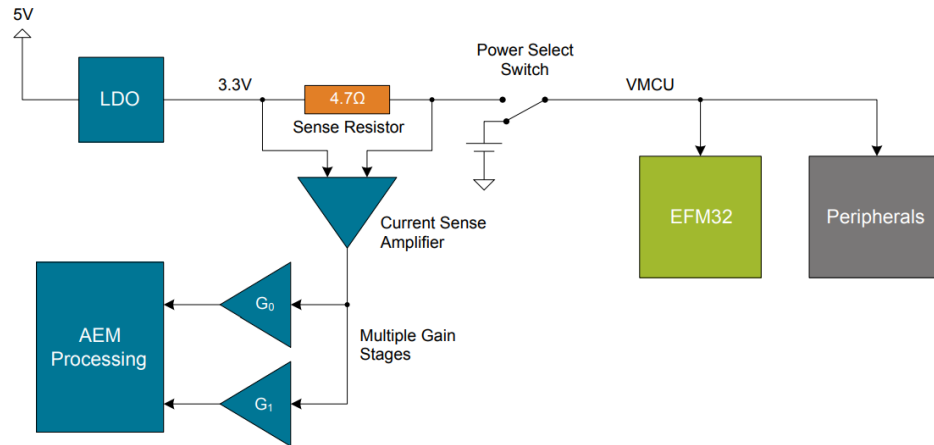 5V
LDO
3.3V
4.7Ω
Sense Resistor
Power Select
Switch
VMCU
EFM32
Peripherals
Current Sense
Amplifier
AEM
Processing
G₀
G₁
Multiple Gain
Stages